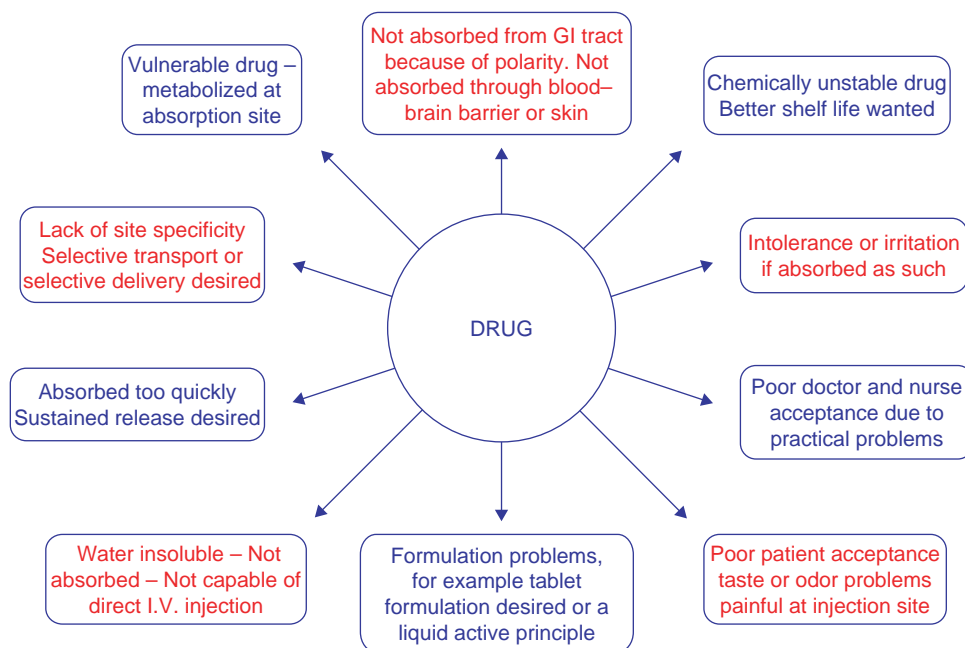 Vulnerable drug –
metabolized at
absorption site
Not absorbed from GI tract
because of polarity. Not
absorbed through blood–
brain barrier or skin
Chemically unstable drug
Better shelf life wanted
Lack of site specificity
Selective transport or
selective delivery desired
Intolerance or irritation
if absorbed as such
DRUG
Absorbed too quickly
Sustained release desired
Poor doctor and nurse
acceptance due to
practical problems
Water insoluble – Not
absorbed – Not capable of
direct I.V. injection
Formulation problems,
for example tablet
formulation desired or a
liquid active principle
Poor patient acceptance
taste or odor problems
painful at injection site